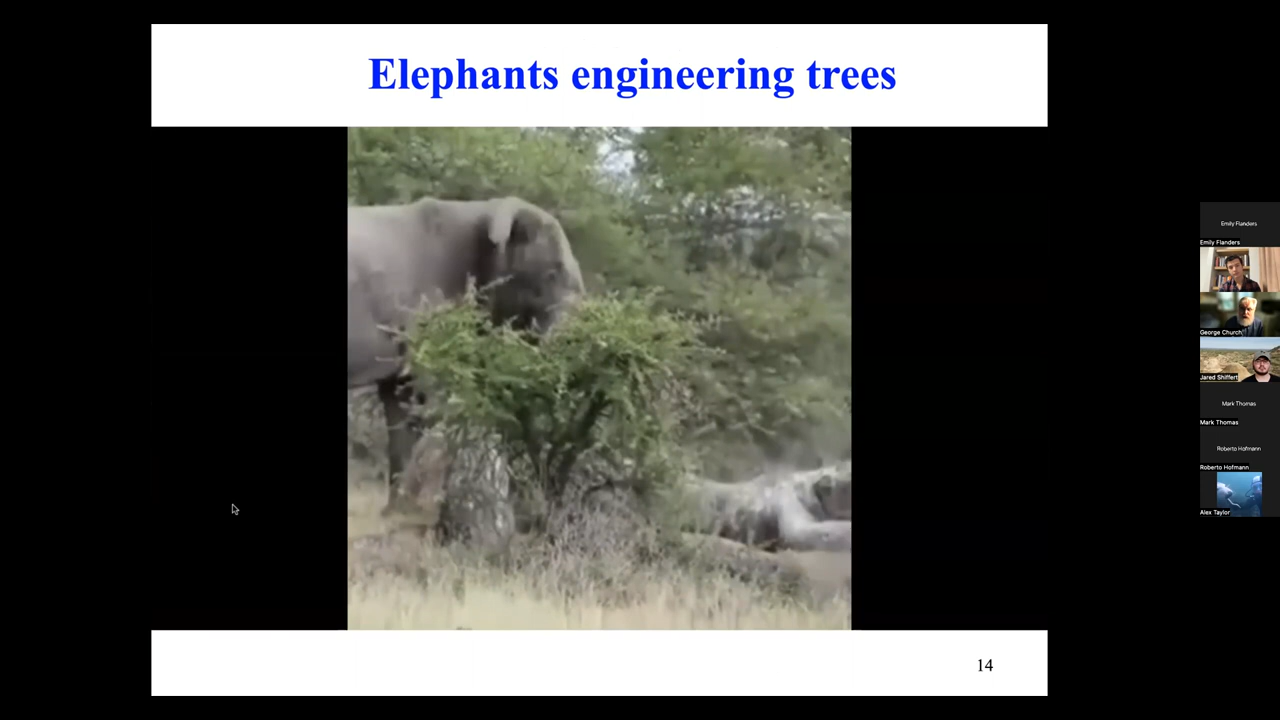 Elephants engineering trees
14
Emily Flanders
Emily Flanders
George Church
Jared Shiffert
Mark Thomas
Mark Thomas
Roberto Hofmann
Roberto Hofmann
Alex Taylor